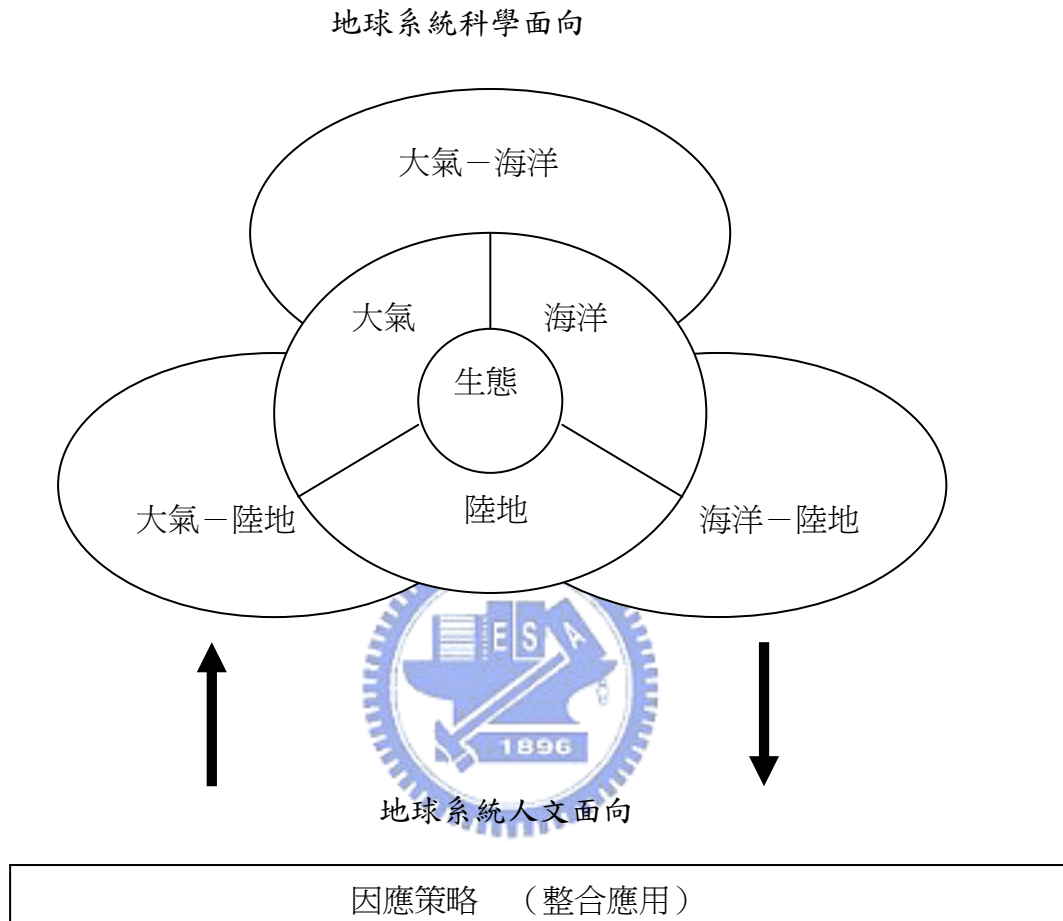 地球系統科學面向
大氣－海洋
大氣
海洋
生態
大氣－陸地
陸地
海洋－陸地
E S A
1896
地球系統人文面向
因應策略　（整合應用）